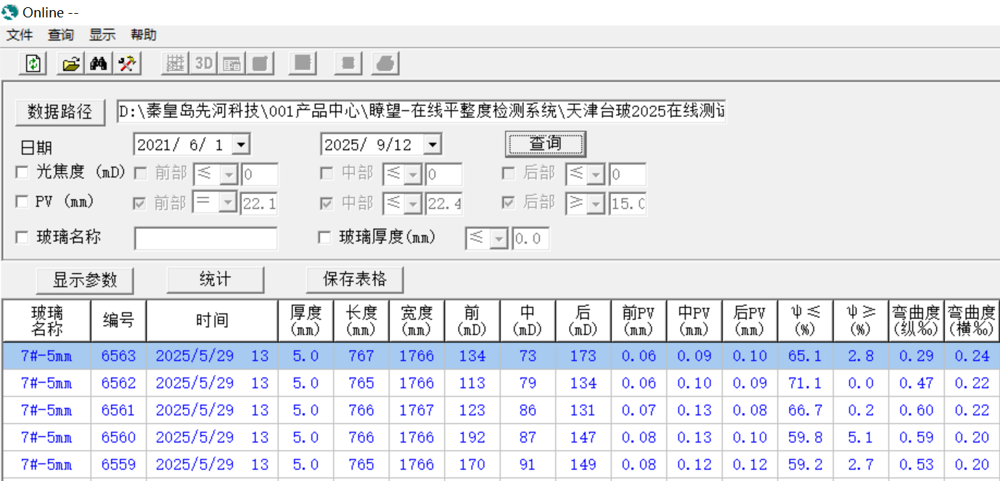 Online --
文件 查询 显示 帮助
3D
数据路径 D:\秦皇岛先河科技\001产品中心\瞭望-在线平整度检测系统\天津台玻2025在线测
日期 2021/ 6/ 1 2025/ 9/12 查询
光焦度 (mD) 前部 ≤ 0 中部 ≤ 0 后部 ≤ 0
PV (mm) 前部 = 22.1 中部 ≤ 22.4 后部 ≥ 15.0
玻璃名称 玻璃厚度(mm) ≤ 0.0
显示参数 统计 保存表格
玻璃名称 编号 时间 厚度(mm) 长度(mm) 宽度(mm) 前(mD) 中(mD) 后(mD) 前PV(mm) 中PV(mm) 后PV(mm) ψ≤(%) ψ≥(%) 弯曲度(纵‰) 弯曲度(横‰)
7#-5mm 6563 2025/5/29 13 5.0 767 1766 134 73 173 0.06 0.09 0.10 65.1 2.8 0.29 0.24
7#-5mm 6562 2025/5/29 13 5.0 765 1766 113 79 134 0.06 0.10 0.09 71.1 0.0 0.47 0.22
7#-5mm 6561 2025/5/29 13 5.0 766 1767 123 86 131 0.07 0.13 0.08 66.7 0.2 0.60 0.22
7#-5mm 6560 2025/5/29 13 5.0 766 1766 192 87 147 0.08 0.13 0.10 59.8 5.1 0.59 0.20
7#-5mm 6559 2025/5/29 13 5.0 765 1766 170 91 149 0.08 0.12 0.12 59.2 2.7 0.53 0.20